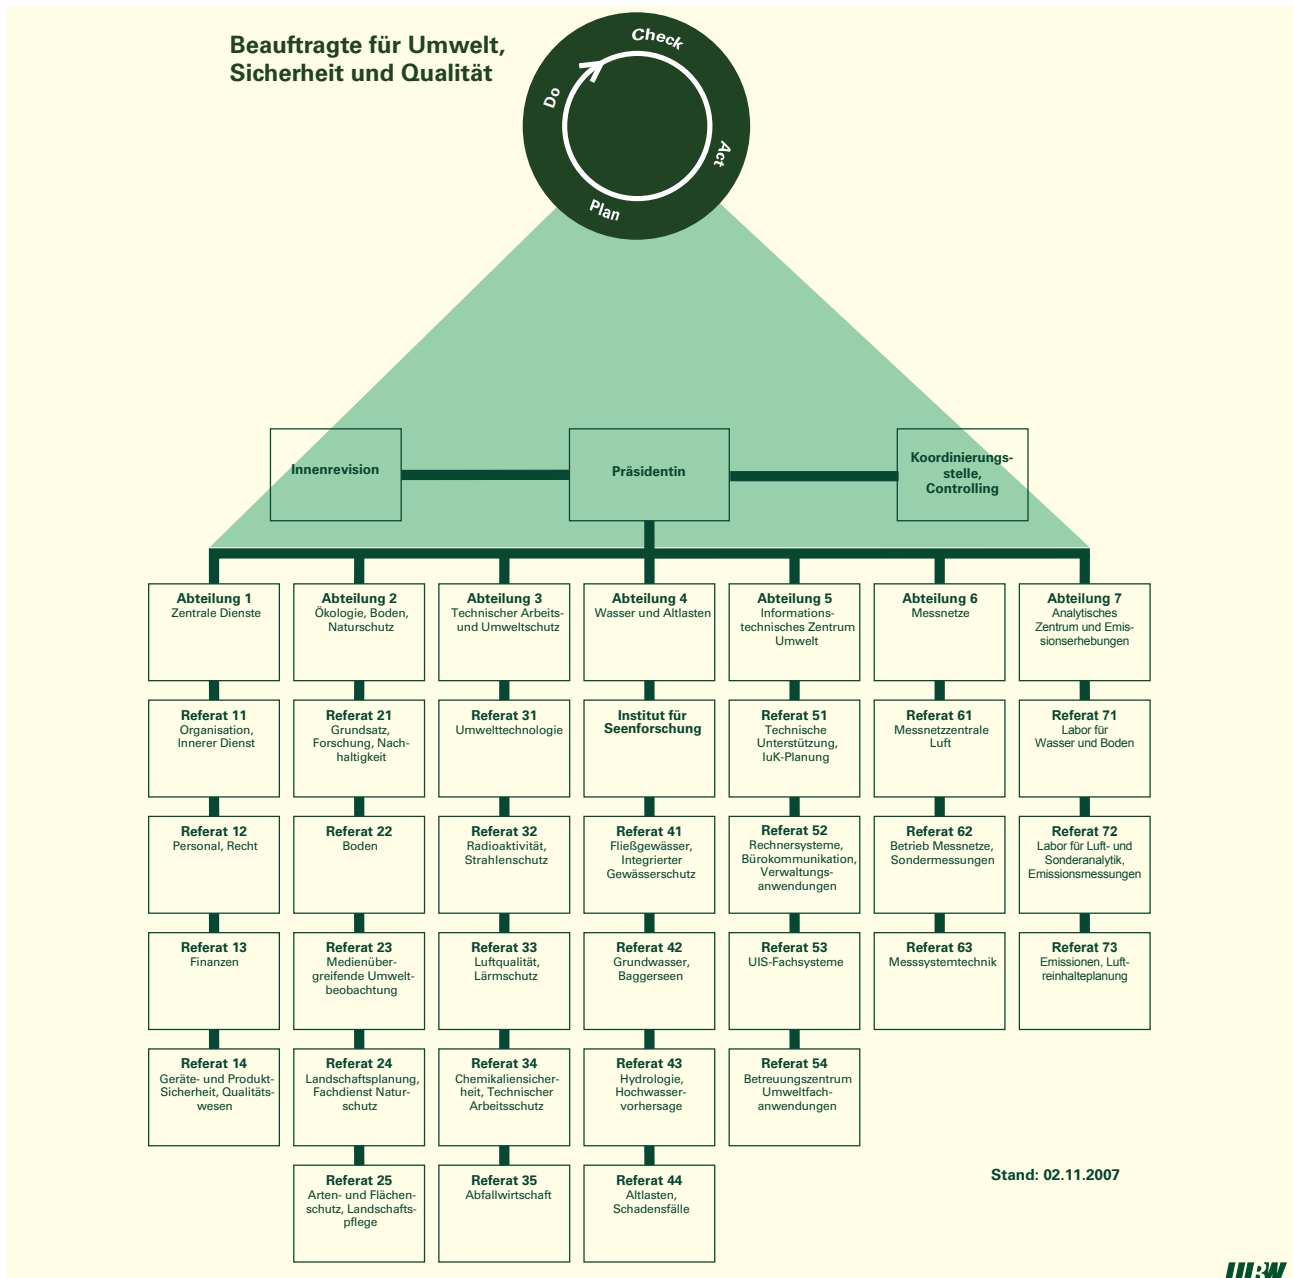 Beauftragte für Umwelt,
Sicherheit und Qualität
Check
Do
Act
Plan
Innenrevision
Präsidentin
Koordinierungs-
stelle,
Controlling
Abteilung 1
Zentrale Dienste
Abteilung 2
Ökologie, Boden,
Naturschutz
Abteilung 3
Technischer Arbeits-
und Umweltschutz
Abteilung 4
Wasser und Altlasten
Abteilung 5
Informations-
technisches Zentrum
Umwelt
Abteilung 6
Messnetze
Abteilung 7
Analytisches
Zentrum und Emis-
sionserhebungen
Referat 11
Organisation,
Innerer Dienst
Referat 21
Grundsatz,
Forschung, Nach-
haltigkeit
Referat 31
Umwelttechnologie
Institut für
Seenforschung
Referat 51
Technische
Unterstützung,
IuK-Planung
Referat 61
Messnetzzentrale
Luft
Referat 71
Labor für
Wasser und Boden
Referat 12
Personal, Recht
Referat 22
Boden
Referat 32
Radioaktivität,
Strahlenschutz
Referat 41
Fließgewässer,
Integrierter
Gewässerschutz
Referat 52
Rechnersysteme,
Bürokommunikation,
Verwaltungs-
anwendungen
Referat 62
Betrieb Messnetze,
Sondermessungen
Referat 72
Labor für Luft- und
Sonderanalytik,
Emissionsmessungen
Referat 13
Finanzen
Referat 23
Medienüber-
greifende Umwelt-
beobachtung
Referat 33
Luftqualität,
Lärmschutz
Referat 42
Grundwasser,
Baggerseen
Referat 53
UIS-Fachsysteme
Referat 63
Messsystemtechnik
Referat 73
Emissionen, Luft-
reinhalteplanung
Referat 14
Geräte- und Produkt-
Sicherheit, Qualitäts-
wesen
Referat 24
Landschaftsplanung,
Fachdienst Natur-
schutz
Referat 34
Chemikaliensicher-
heit, Technischer
Arbeitsschutz
Referat 43
Hydrologie,
Hochwasser-
vorhersage
Referat 54
Betreuungszentrum
Umweltfach-
anwendungen
Referat 25
Arten- und Flächen-
schutz, Landschafts-
pflege
Referat 35
Abfallwirtschaft
Referat 44
Altlasten,
Schadensfälle
Stand: 02.11.2007